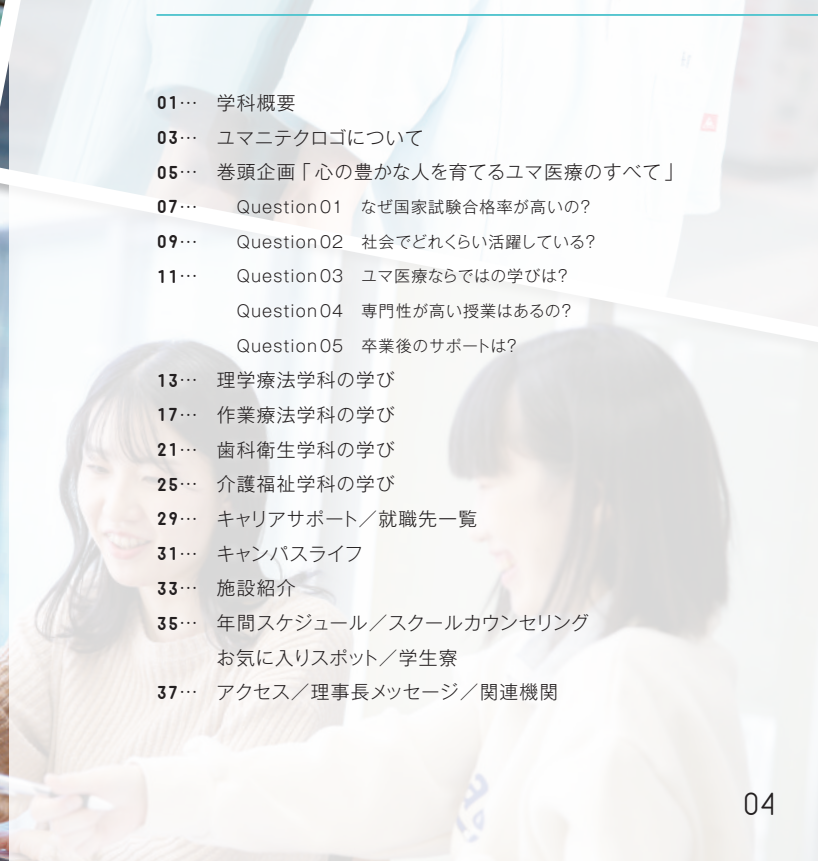 01… 学科概要
03… ユマニテクロゴについて
05… 巻頭企画「心の豊かな人を育てるユマ医療のすべて」
07… Question01 なぜ国家試験合格率が高いの?
09… Question02 社会でどれくらい活躍している?
11… Question03 ユマ医療ならではの学びは?
Question04 専門性が高い授業はあるの?
Question05 卒業後のサポートは?
13… 理学療法学科の学び
17… 作業療法学科の学び
21… 歯科衛生学科の学び
25… 介護福祉学科の学び
29… キャリアサポート/就職先一覧
31… キャンパスライフ
33… 施設紹介
35… 年間スケジュール/スクールカウンセリング
お気に入りスポット/学生寮
37… アクセス/理事長メッセージ/関連機関
04